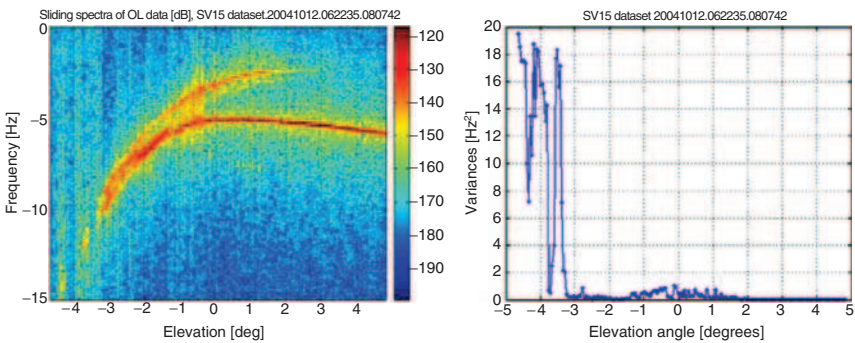 Sliding spectra of OL data [dB], SV15 dataset.20041012.062235.080742
0
−5
−10
−15
Frequency [Hz]
−4 −3 −2 −1 0 1 2 3 4
Elevation [deg]
120
−130
−140
−150
−160
170
180
190
SV15 dataset 20041012.062235.080742
20
18
16
14
12
10
8
6
4
2
0
Variances [Hz²]
−5 −4 −3 −2 −1 0 1 2 3 4 5
Elevation angle [degrees]